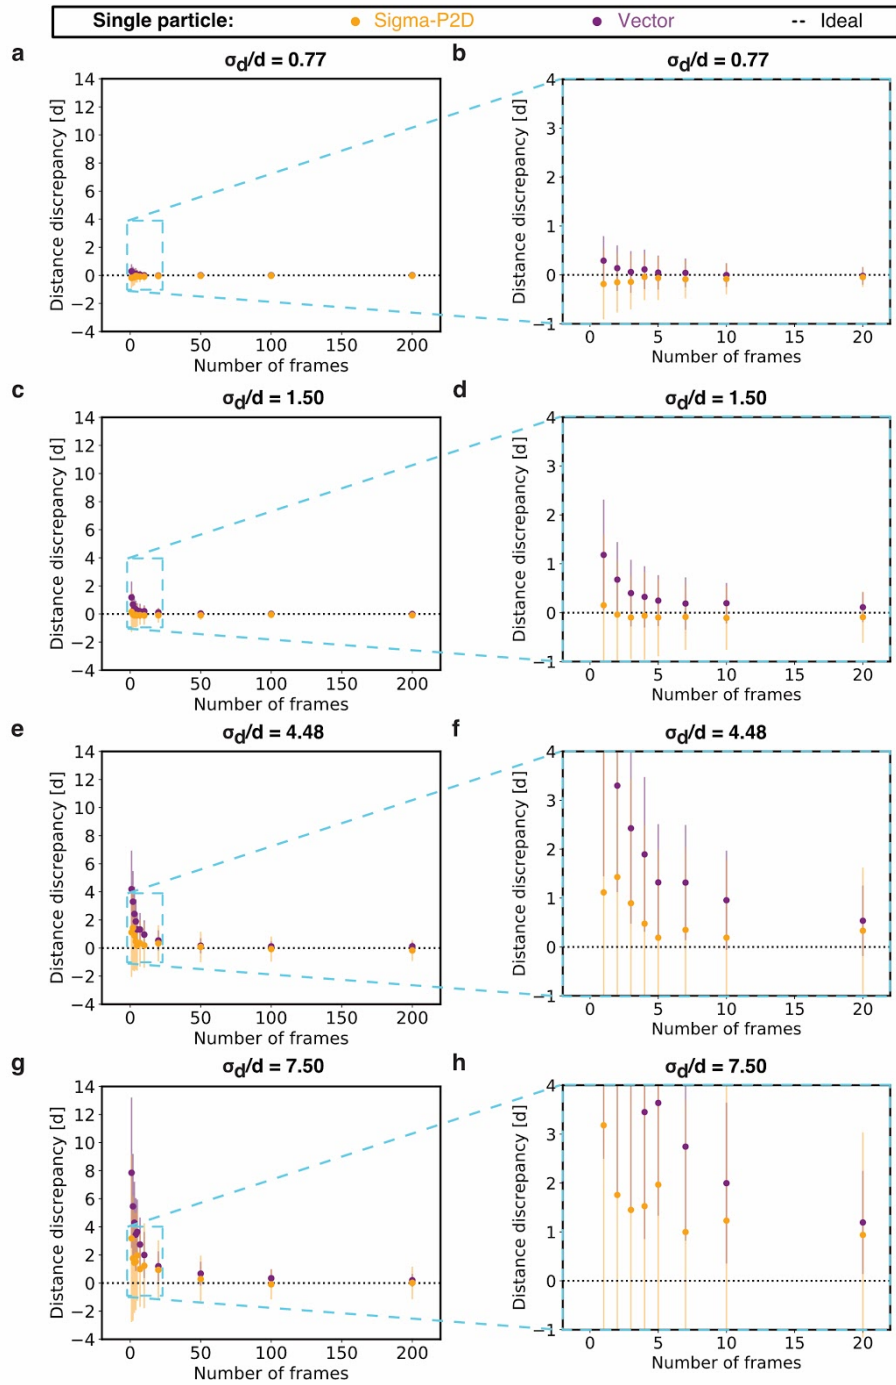 Single particle: Sigma-P2D Vector -- Ideal
a
σd/d = 0.77
Distance discrepancy [d]
14
12
10
8
6
4
2
0
−2
−4
0 50 100 150 200
Number of frames
b
σd/d = 0.77
Distance discrepancy [d]
4
3
2
1
0
−1
0 5 10 15 20
Number of frames
c
σd/d = 1.50
Distance discrepancy [d]
14
12
10
8
6
4
2
0
−2
−4
0 50 100 150 200
Number of frames
d
σd/d = 1.50
Distance discrepancy [d]
4
3
2
1
0
−1
0 5 10 15 20
Number of frames
e
σd/d = 4.48
Distance discrepancy [d]
14
12
10
8
6
4
2
0
−2
−4
0 50 100 150 200
Number of frames
f
σd/d = 4.48
Distance discrepancy [d]
4
3
2
1
0
−1
0 5 10 15 20
Number of frames
g
σd/d = 7.50
Distance discrepancy [d]
14
12
10
8
6
4
2
0
−2
−4
0 50 100 150 200
Number of frames
h
σd/d = 7.50
Distance discrepancy [d]
4
3
2
1
0
−1
0 5 10 15 20
Number of frames